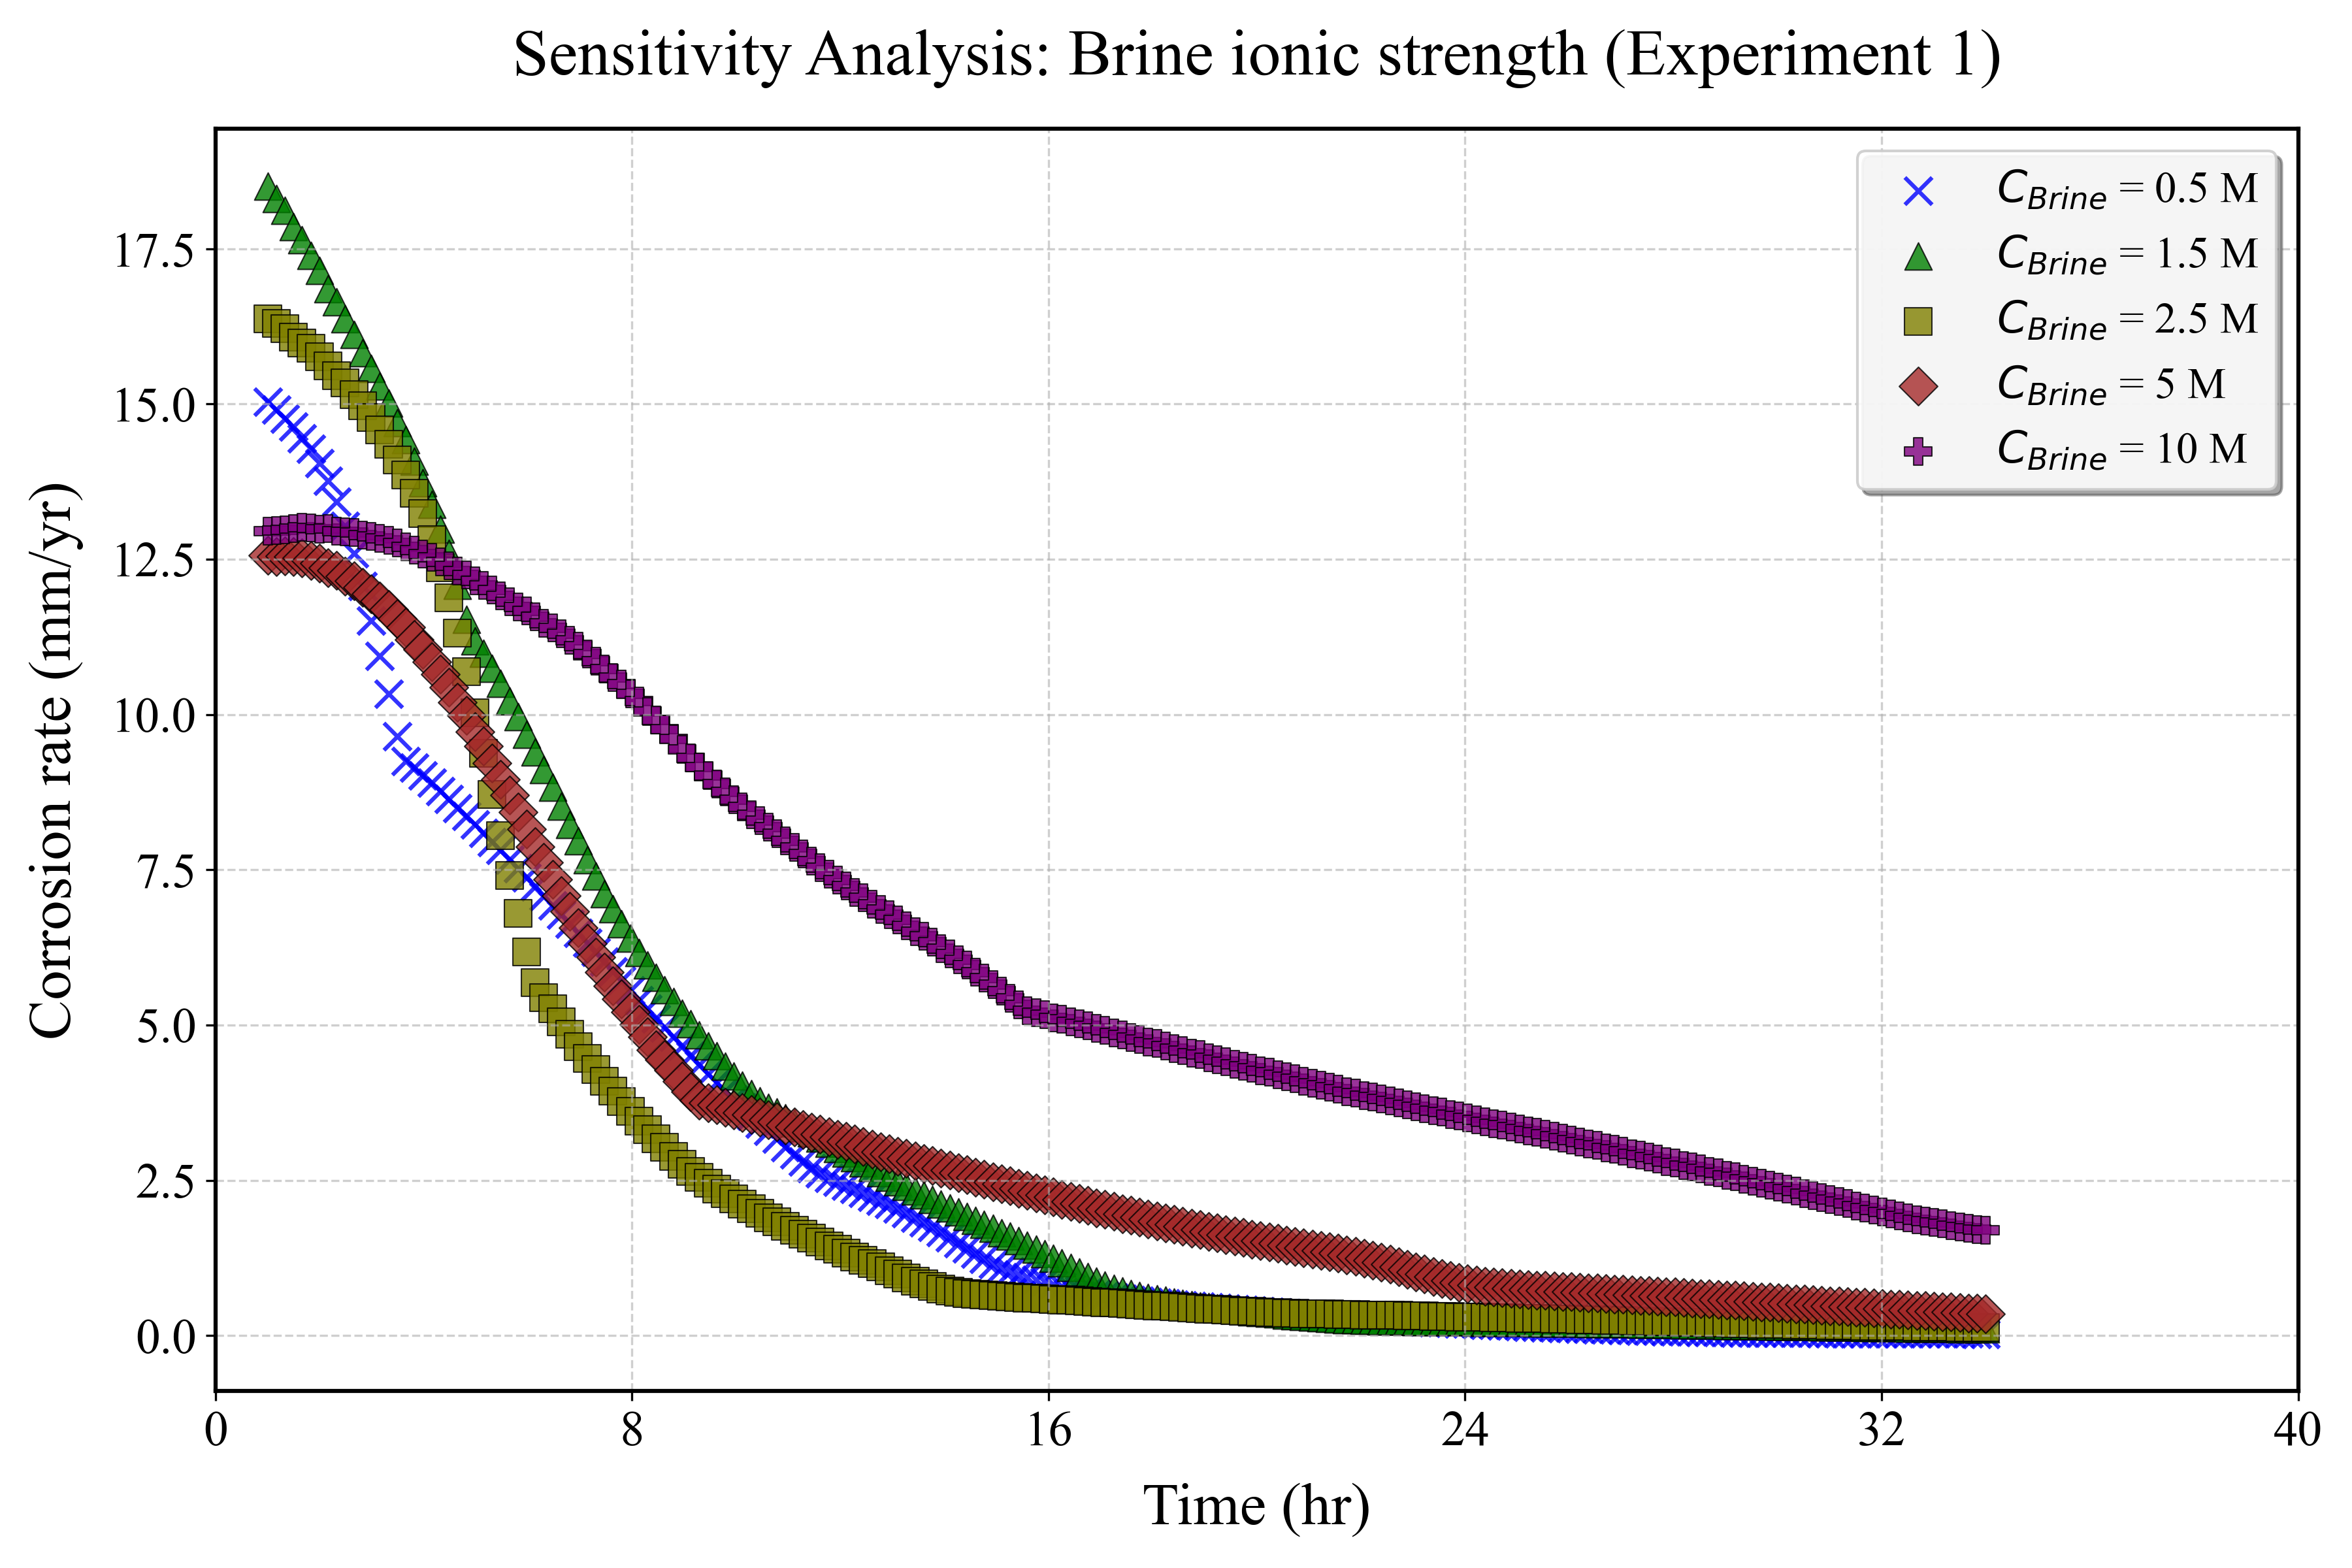 Sensitivity Analysis: Brine ionic strength (Experiment 1)
C_Brine = 0.5 M
C_Brine = 1.5 M
C_Brine = 2.5 M
C_Brine = 5 M
C_Brine = 10 M
Corrosion rate (mm/yr)
17.5
15.0
12.5
10.0
7.5
5.0
2.5
0.0
0 8 16 24 32 40
Time (hr)